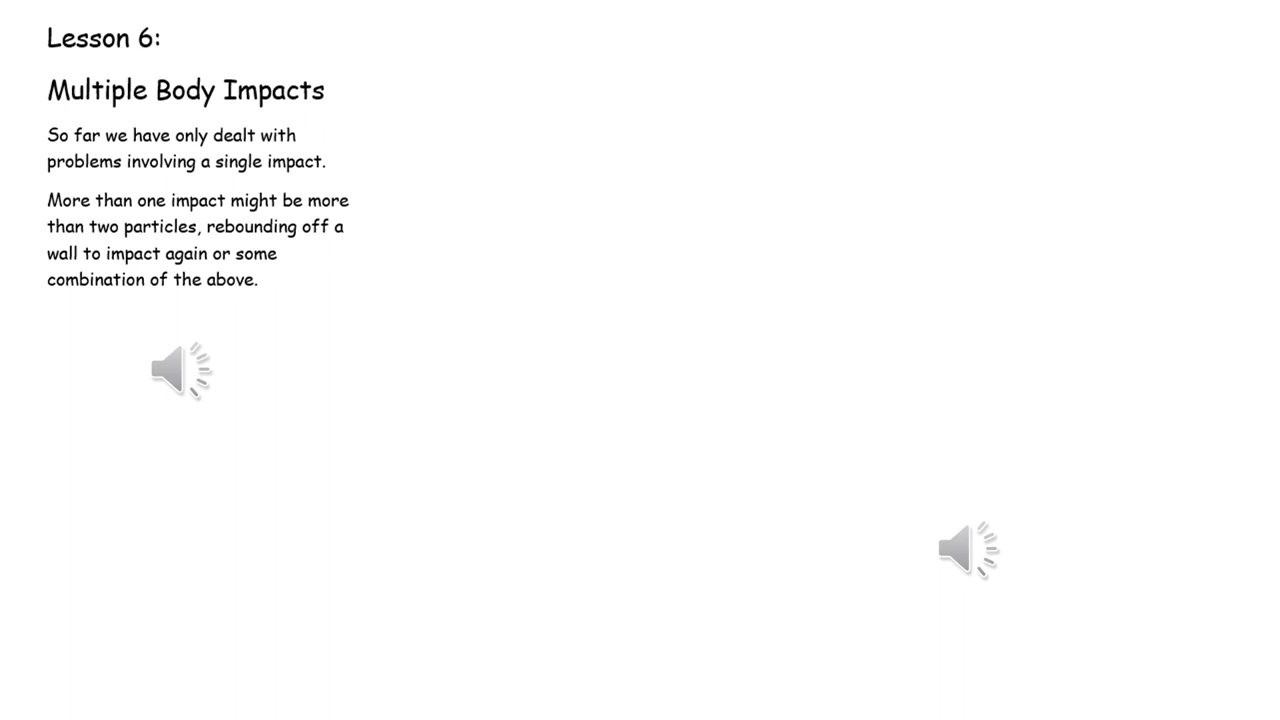 Lesson 6:
Multiple Body Impacts
So far we have only dealt with
problems involving a single impact.
More than one impact might be more
than two particles, rebounding off a
wall to impact again or some
combination of the above.